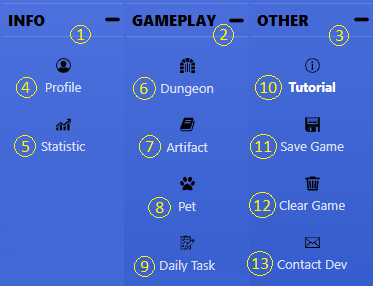 INFO
1
4 Profile
5 Statistic
GAMEPLAY
2
6 Dungeon
7 Artifact
8 Pet
9 Daily Task
OTHER
3
10 Tutorial
11 Save Game
12 Clear Game
13 Contact Dev